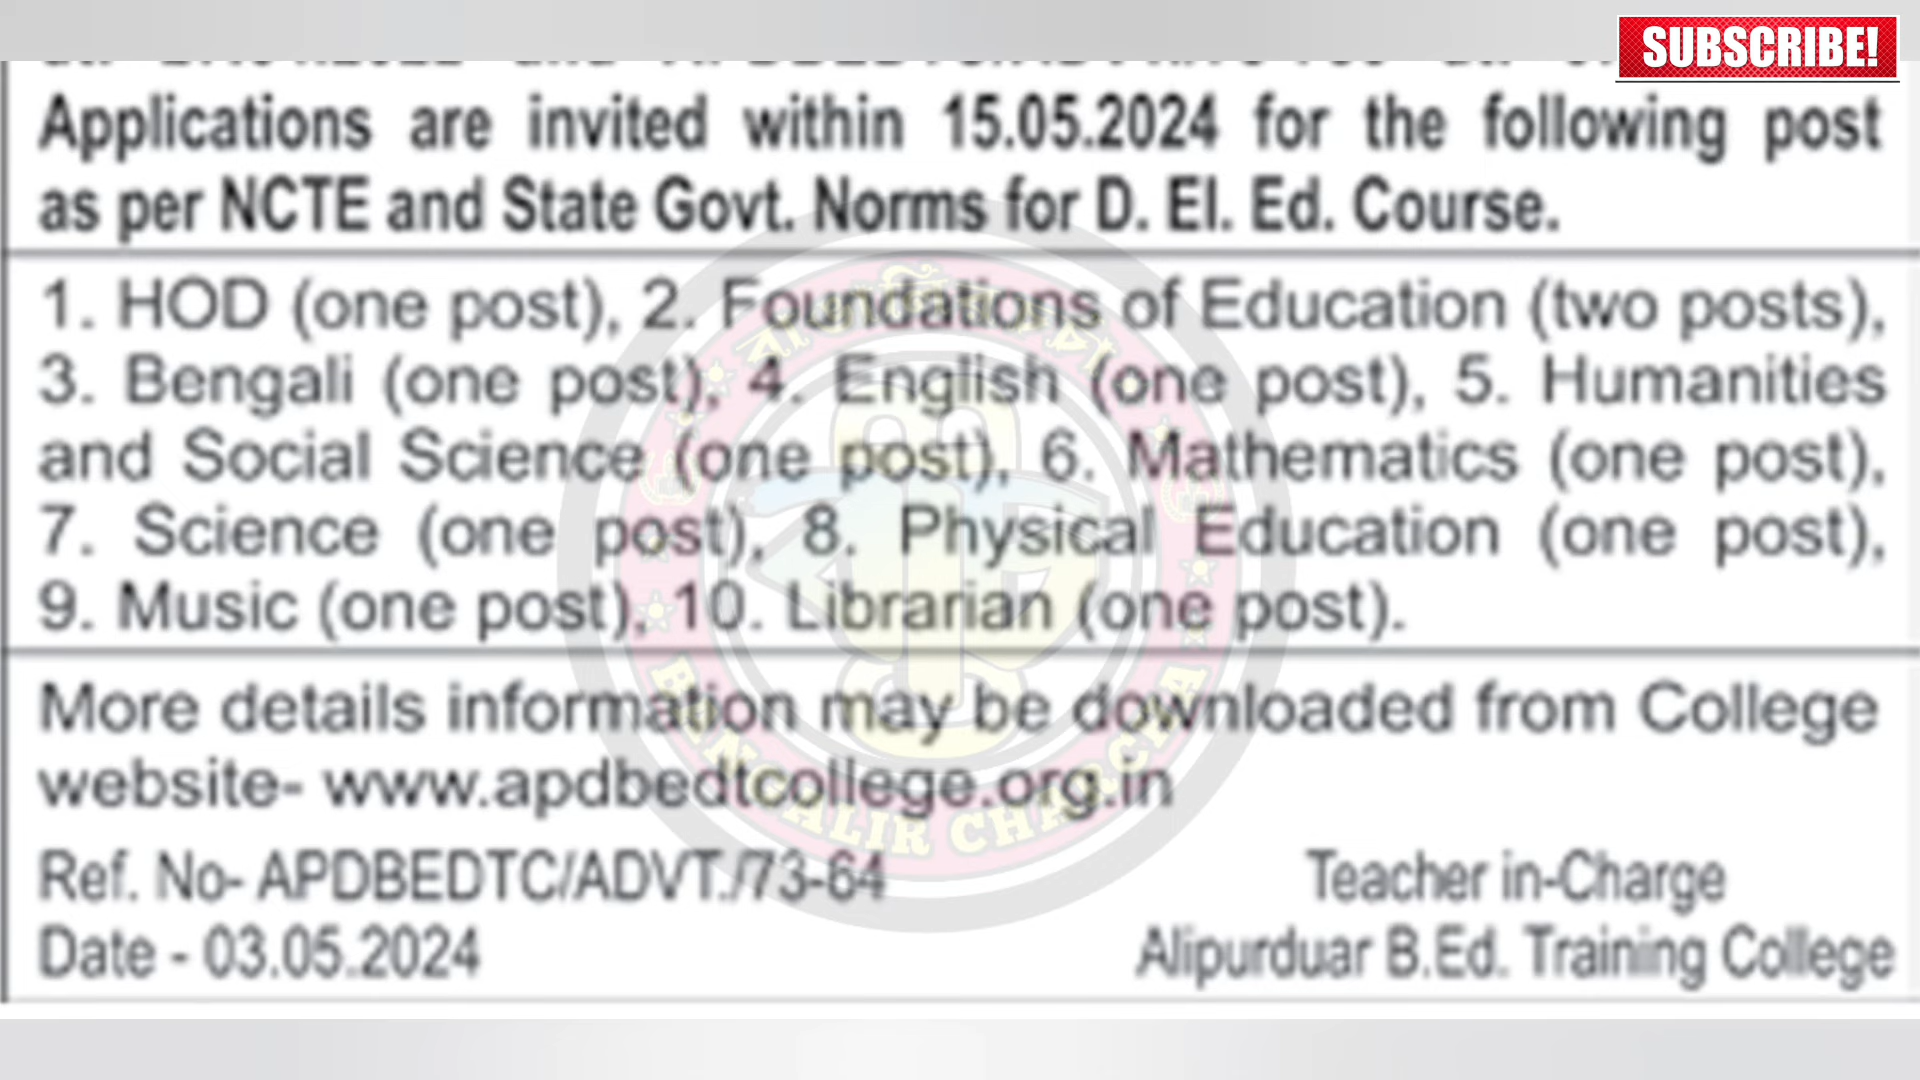 SUBSCRIBE!
Applications are invited within 15.05.2024 for the following post
as per NCTE and State Govt. Norms for D. El. Ed. Course.
1. HOD (one post), 2. Foundations of Education (two posts),
3. Bengali (one post), 4. English (one post), 5. Humanities
and Social Science (one post), 6. Mathematics (one post),
7. Science (one post), 8. Physical Education (one post),
9. Music (one post), 10. Librarian (one post).
More details information may be downloaded from College
website- www.apdbedtcollege.org.in
Ref. No- APDBEDTC/ADVT./73-64
Teacher in-Charge
Date - 03.05.2024
Alipurduar B.Ed. Training College
BENGALIR CHARCHA